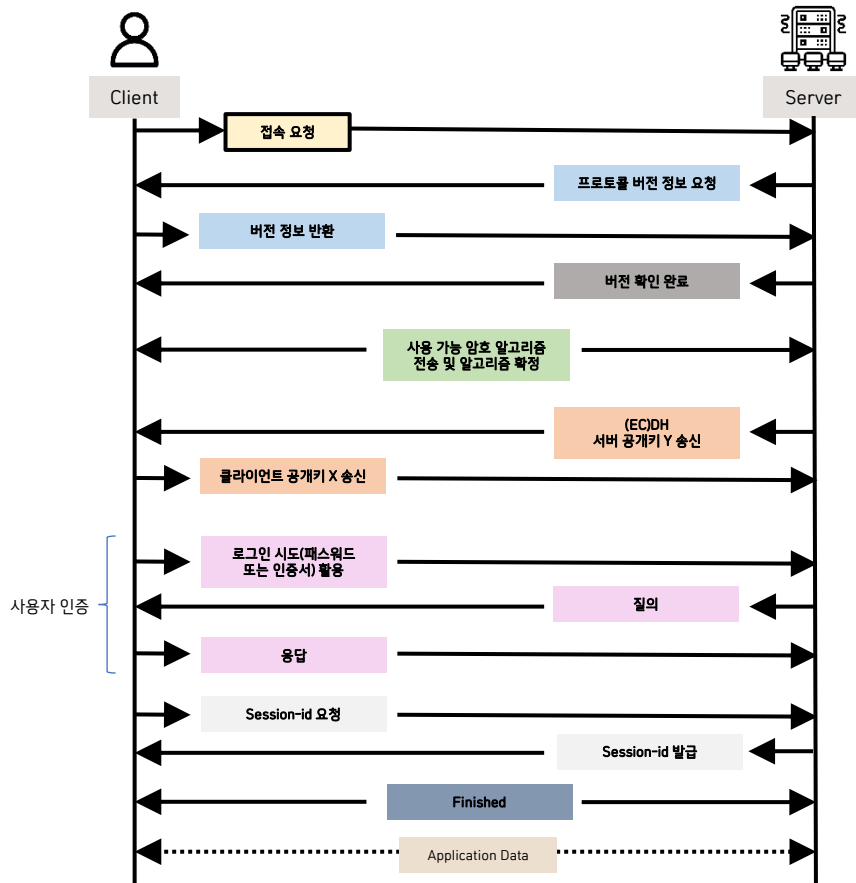 Client
Server
접속 요청
프로토콜 버전 정보 요청
버전 정보 반환
버전 확인 완료
사용 가능 암호 알고리즘
전송 및 알고리즘 확정
(EC)DH
서버 공개키 Y 송신
클라이언트 공개키 X 송신
사용자 인증
로그인 시도(패스워드
또는 인증서) 활용
질의
응답
Session-id 요청
Session-id 발급
Finished
Application Data